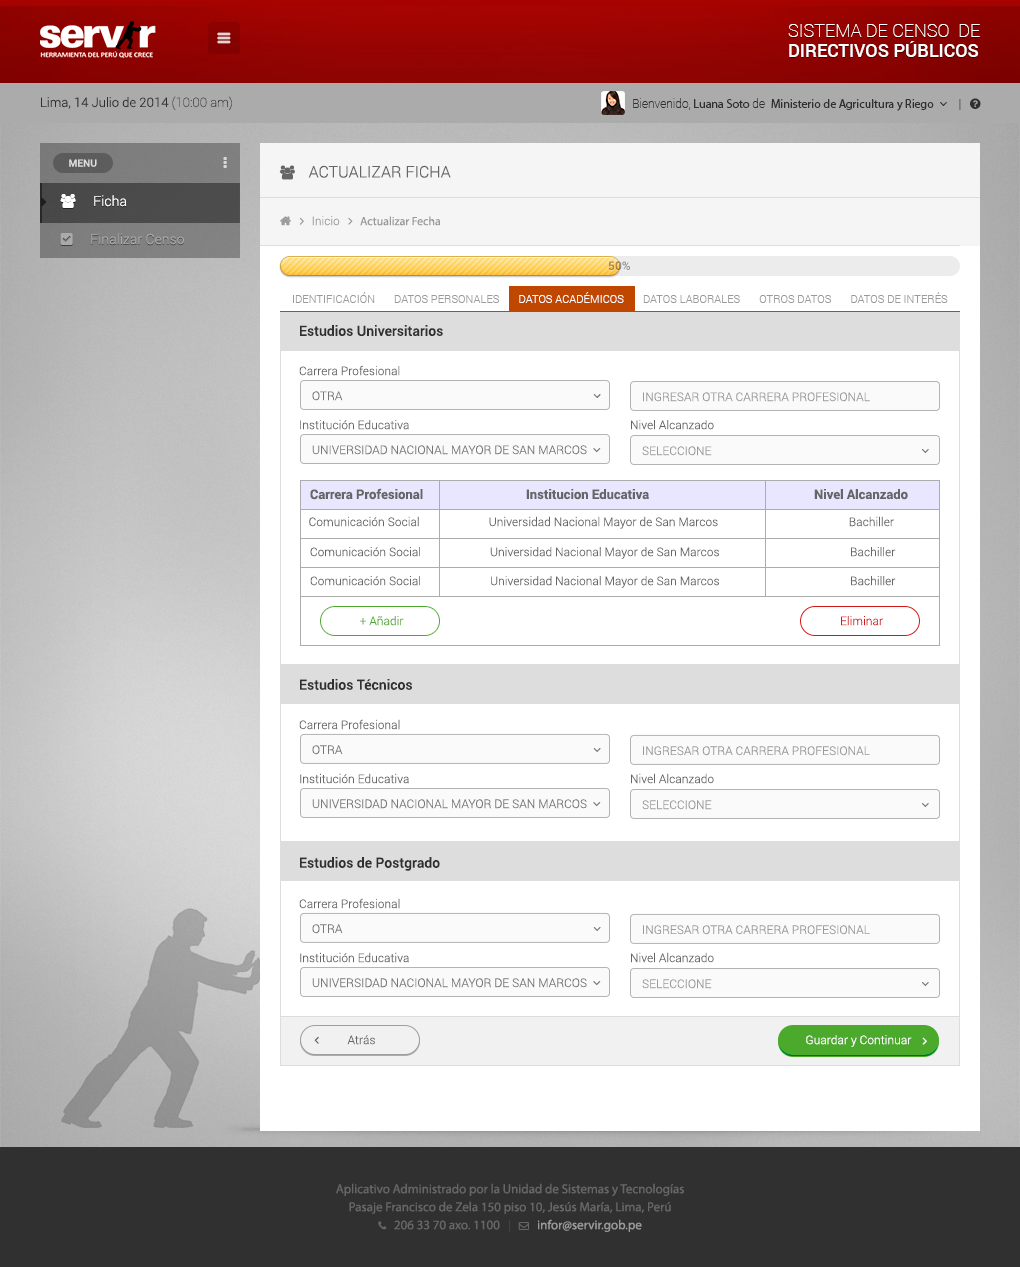 servir
HERRAMIENTA DEL PERÚ QUE CRECE
SISTEMA DE CENSO DE
DIRECTIVOS PÚBLICOS
Lima, 14 Julio de 2014 (10:00 am)
Bienvenido, Luana Soto de Ministerio de Agricultura y Riego |
MENU
Ficha
Finalizar Censo
ACTUALIZAR FICHA
Inicio > Actualizar Fecha
50%
IDENTIFICACIÓN DATOS PERSONALES DATOS ACADÉMICOS DATOS LABORALES OTROS DATOS DATOS DE INTERÉS
Estudios Universitarios
Carrera Profesional
OTRA INGRESAR OTRA CARRERA PROFESIONAL
Institución Educativa Nivel Alcanzado
UNIVERSIDAD NACIONAL MAYOR DE SAN MARCOS SELECCIONE
Carrera Profesional Institucion Educativa Nivel Alcanzado
Comunicación Social Universidad Nacional Mayor de San Marcos Bachiller
Comunicación Social Universidad Nacional Mayor de San Marcos Bachiller
Comunicación Social Universidad Nacional Mayor de San Marcos Bachiller
+ Añadir Eliminar
Estudios Técnicos
Carrera Profesional
OTRA INGRESAR OTRA CARRERA PROFESIONAL
Institución Educativa Nivel Alcanzado
UNIVERSIDAD NACIONAL MAYOR DE SAN MARCOS SELECCIONE
Estudios de Postgrado
Carrera Profesional
OTRA INGRESAR OTRA CARRERA PROFESIONAL
Institución Educativa Nivel Alcanzado
UNIVERSIDAD NACIONAL MAYOR DE SAN MARCOS SELECCIONE
Atrás Guardar y Continuar
Aplicativo Administrado por la Unidad de Sistemas y Tecnologías
Pasaje Francisco de Zela 150 piso 10, Jesús María, Lima, Perú
206 33 70 axo. 1100 | infor@servir.gob.pe